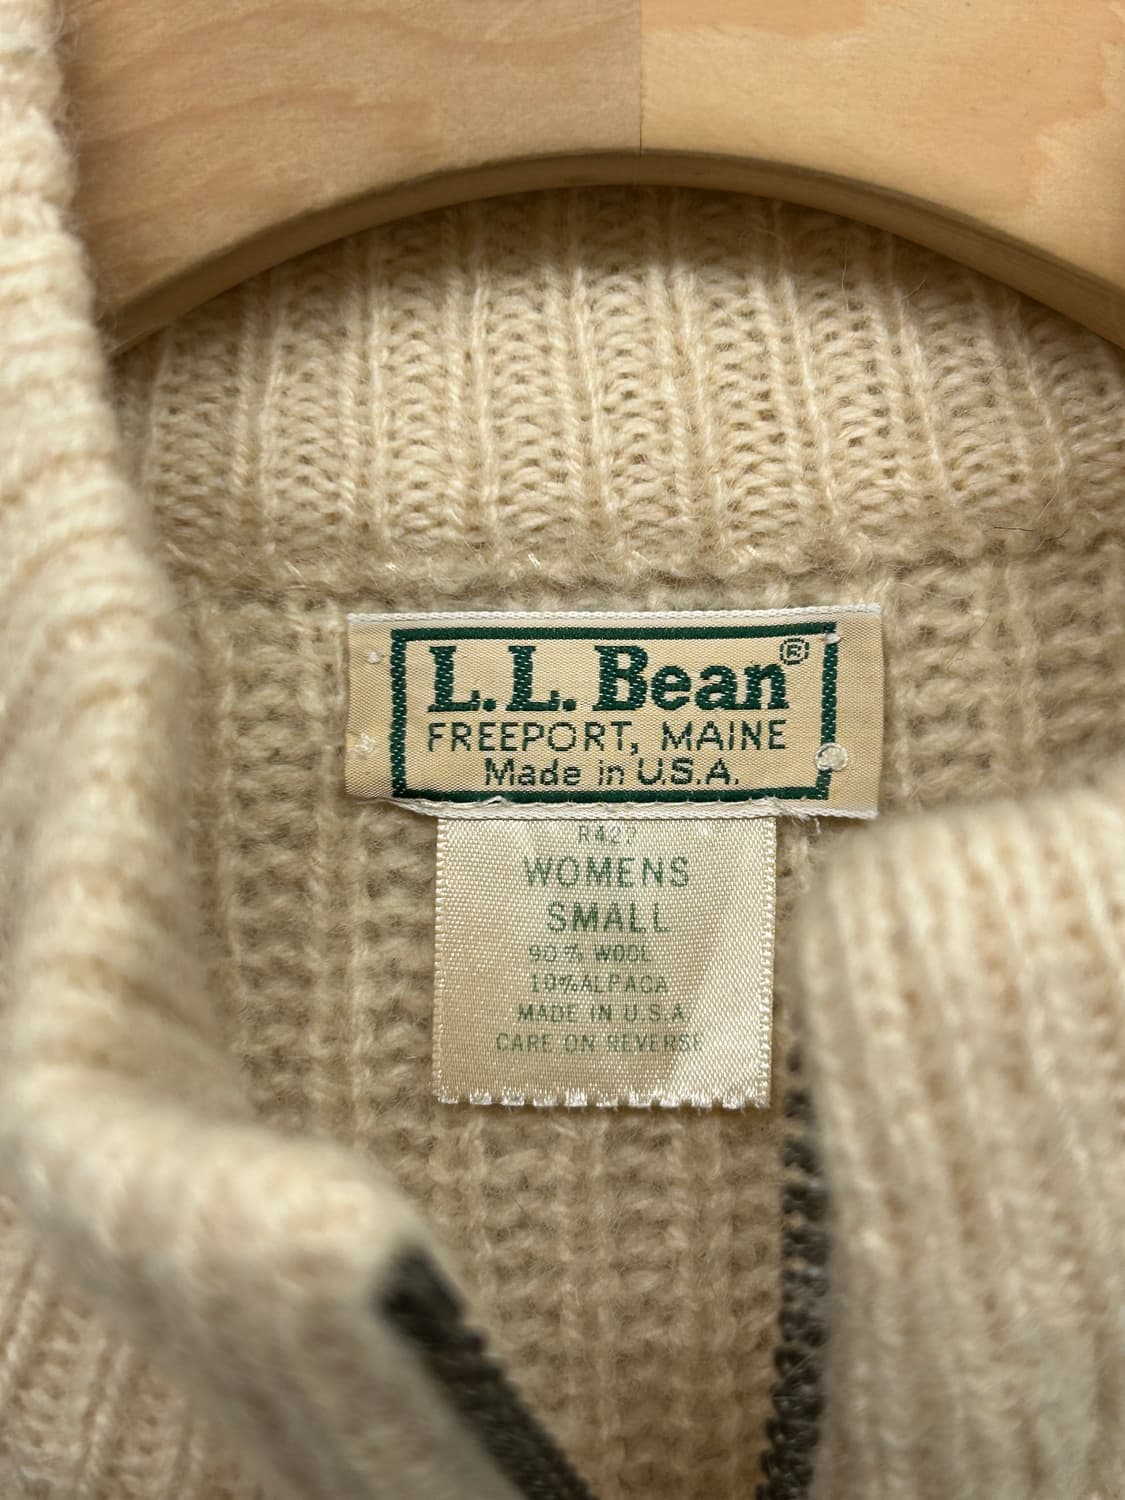 L.L.Bean®
FREEPORT, MAINE
Made in U.S.A.
WOMENS
SMALL
90% WOOL
10% ALPACA
MADE IN U.S.A.
CARE ON REVERSE